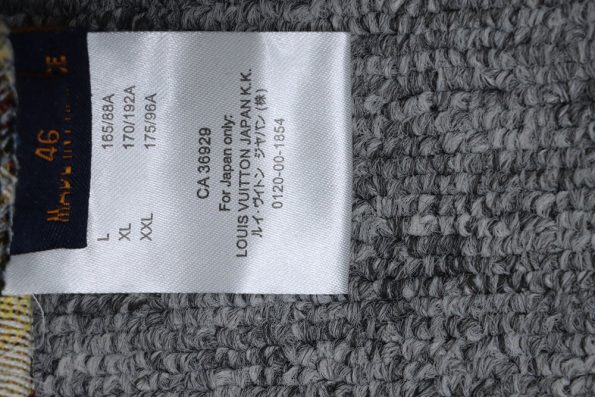 46
L 165/88A
XL 170/192A
XXL 175/96A
CA 36929
For Japan only:
LOUIS VUITTON JAPAN K.K.
ルイ・ヴィトン ジャパン (株)
0120-00-1854